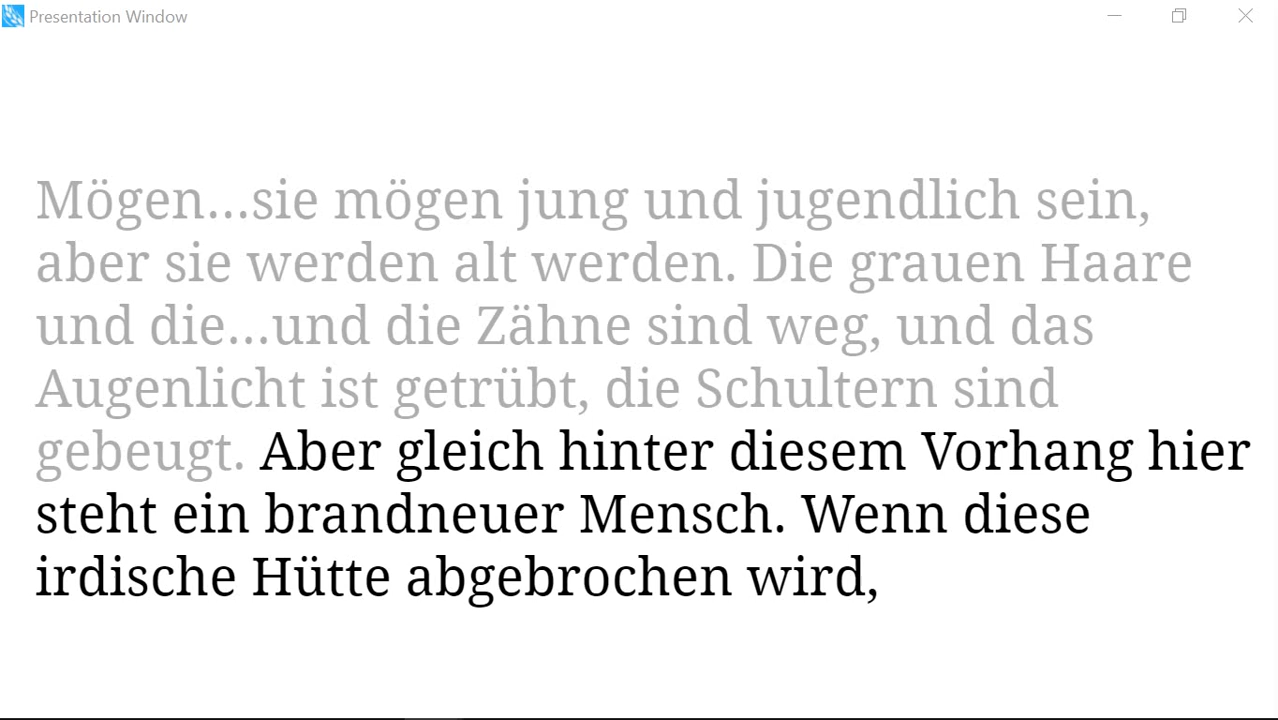 Presentation Window
Mögen...sie mögen jung und jugendlich sein,
aber sie werden alt werden. Die grauen Haare
und die...und die Zähne sind weg, und das
Augenlicht ist getrübt, die Schultern sind
gebeugt. Aber gleich hinter diesem Vorhang hier
steht ein brandneuer Mensch. Wenn diese
irdische Hütte abgebrochen wird,